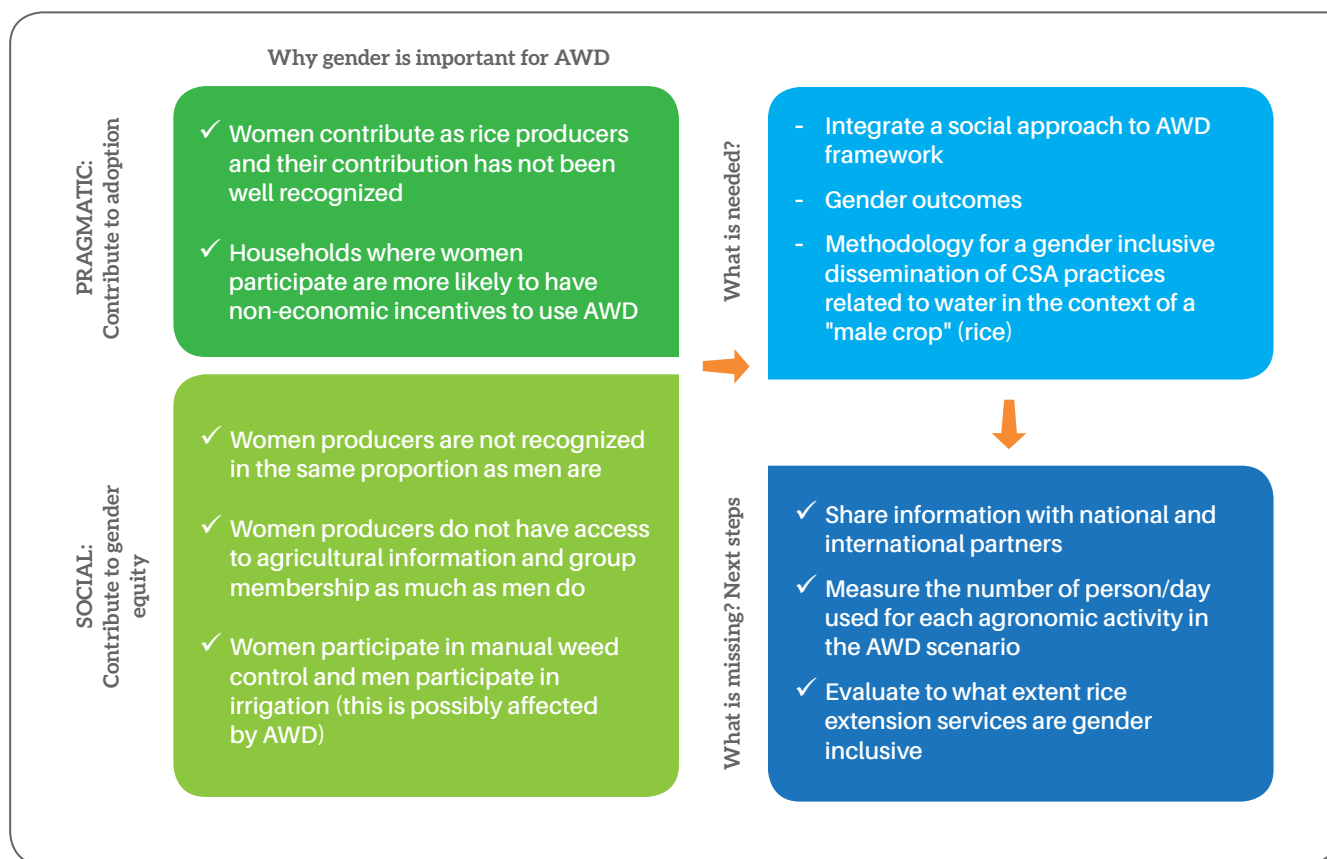 Why gender is important for AWD
PRAGMATIC:
Contribute to adoption
✓ Women contribute as rice producers
and their contribution has not been
well recognized
✓ Households where women
participate are more likely to have
non-economic incentives to use AWD
SOCIAL:
Contribute to gender
equity
✓ Women producers are not recognized
in the same proportion as men are
✓ Women producers do not have access
to agricultural information and group
membership as much as men do
✓ Women participate in manual weed
control and men participate in
irrigation (this is possibly affected
by AWD)
What is needed?
- Integrate a social approach to AWD
framework
- Gender outcomes
- Methodology for a gender inclusive
dissemination of CSA practices
related to water in the context of a
"male crop" (rice)
What is missing? Next steps
✓ Share information with national and
international partners
✓ Measure the number of person/day
used for each agronomic activity in
the AWD scenario
✓ Evaluate to what extent rice
extension services are gender
inclusive